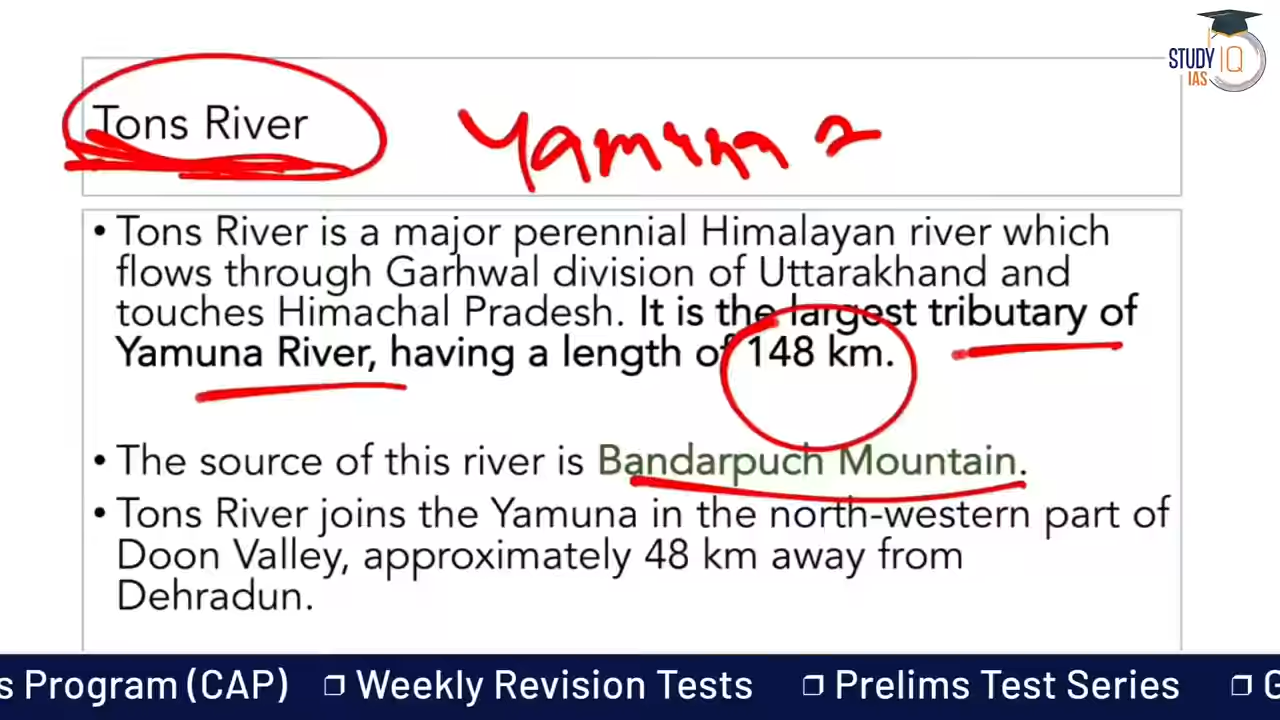 STUDY IQ
IAS
Tons River
Yamuna
• Tons River is a major perennial Himalayan river which
flows through Garhwal division of Uttarakhand and
touches Himachal Pradesh. It is the largest tributary of
Yamuna River, having a length of 148 km.
• The source of this river is Bandarpuch Mountain.
• Tons River joins the Yamuna in the north-western part of
Doon Valley, approximately 48 km away from
Dehradun.
s Program (CAP) ❐ Weekly Revision Tests ❐ Prelims Test Series ❐ G